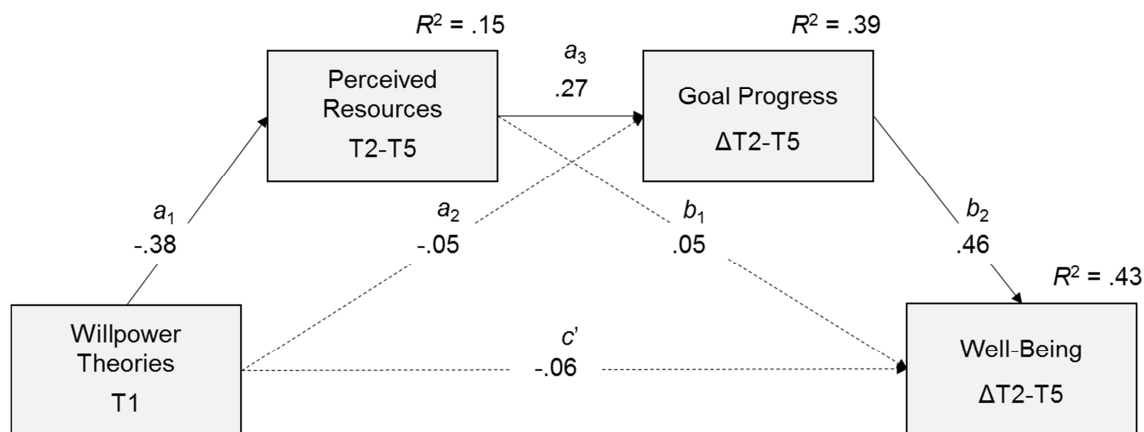 R² = .15
R² = .39
Perceived
Resources
T2-T5
a₃
.27
Goal Progress
ΔT2-T5
a₁
-.38
a₂
-.05
b₁
.05
b₂
.46
R² = .43
Willpower
Theories
T1
c’
-.06
Well-Being
ΔT2-T5